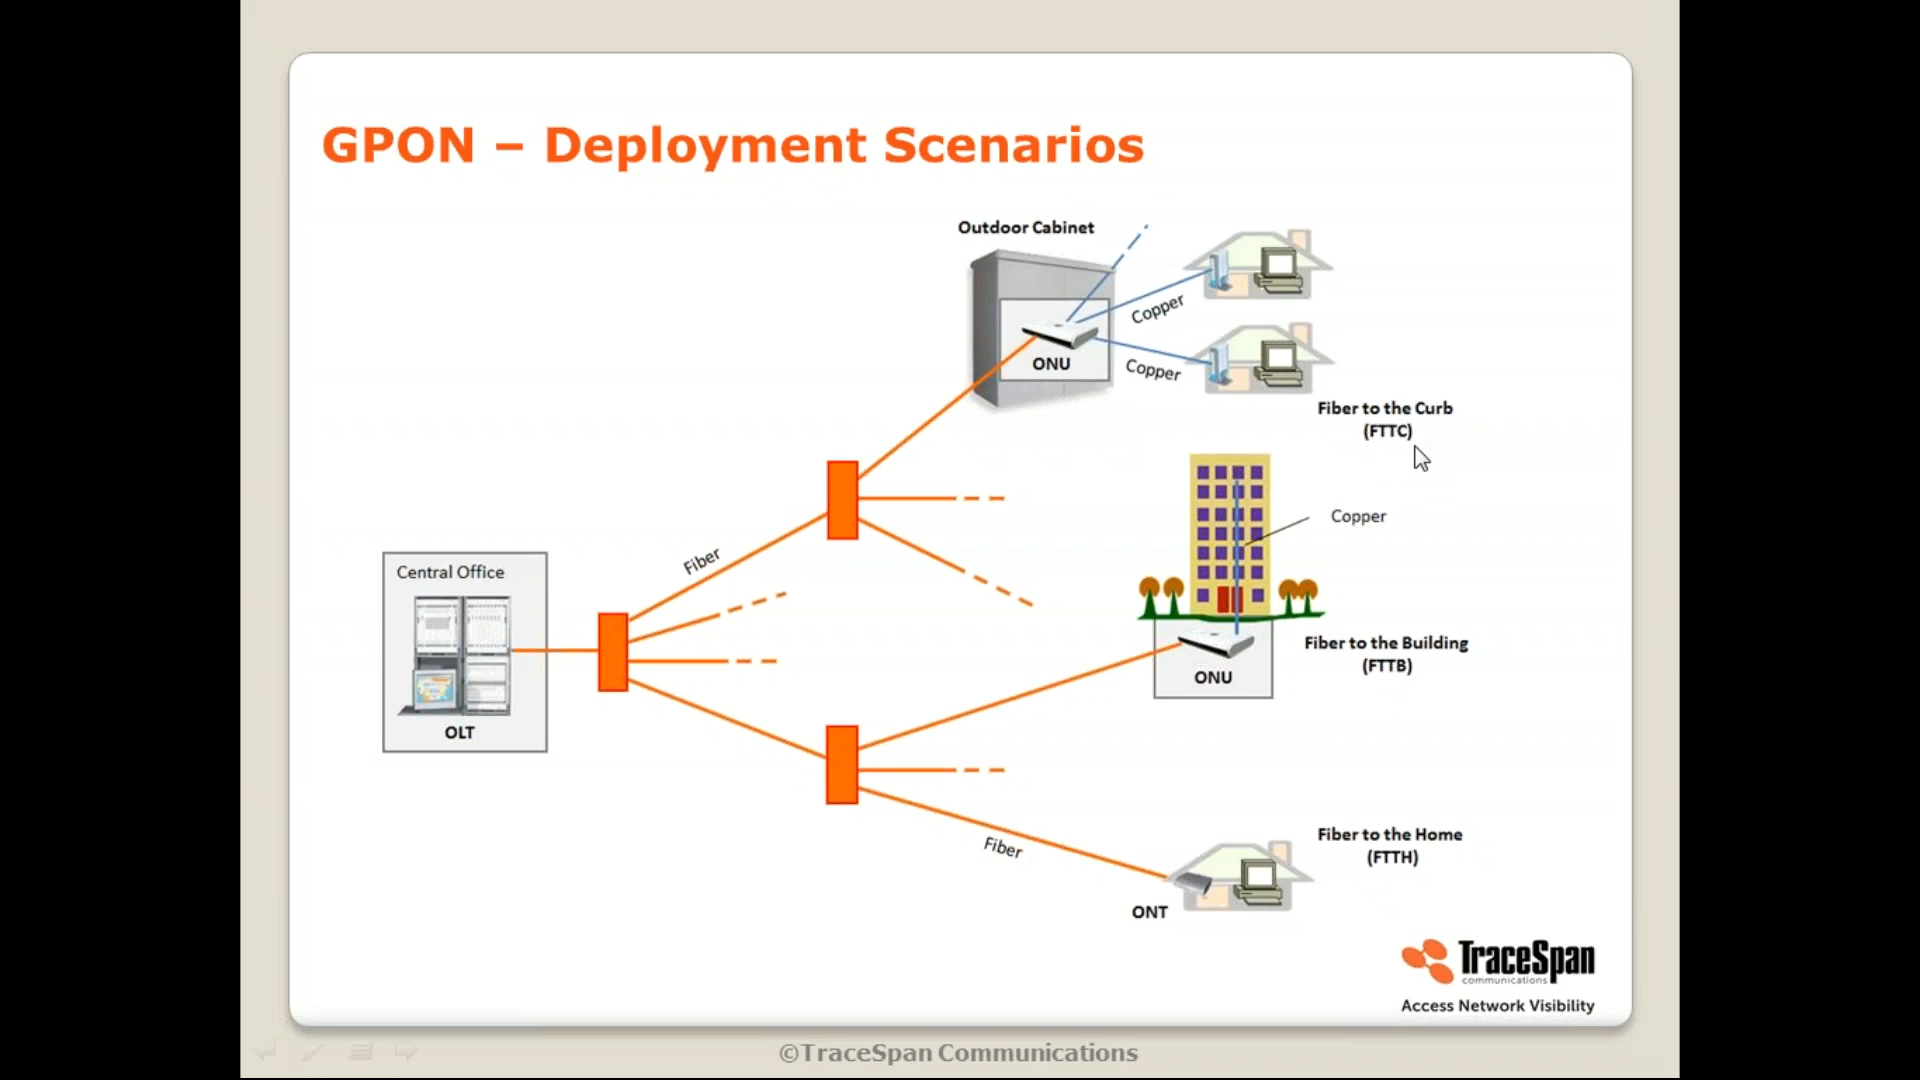 GPON – Deployment Scenarios
Outdoor Cabinet
Copper
ONU
Copper
Fiber to the Curb
(FTTC)
Copper
Fiber
Central Office
OLT
Fiber to the Building
(FTTB)
ONU
Fiber
Fiber to the Home
(FTTH)
ONT
TraceSpan
communications
Access Network Visibility
©TraceSpan Communications